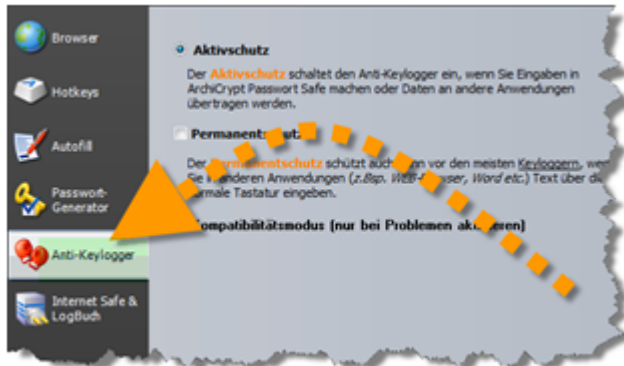 Browser
Hotkeys
Autofill
Passwort-
Generator
Anti-Keylogger
Internet Safe &
LogBuch
Aktivschutz
Der Aktivschutz schaltet den Anti-Keylogger ein, wenn Sie Eingaben in
ArchiCrypt Passwort Safe machen oder Daten an andere Anwendungen
übertragen werden.
Permanentschutz
Der Permanentschutz schützt auch dann vor den meisten Keyloggern,
Sie in anderen Anwendungen (z.Bsp. WEB-Browser, Word etc.) Text über die
normale Tastatur eingeben.
Kompatibilitätsmodus (nur bei Problemen aktivieren)